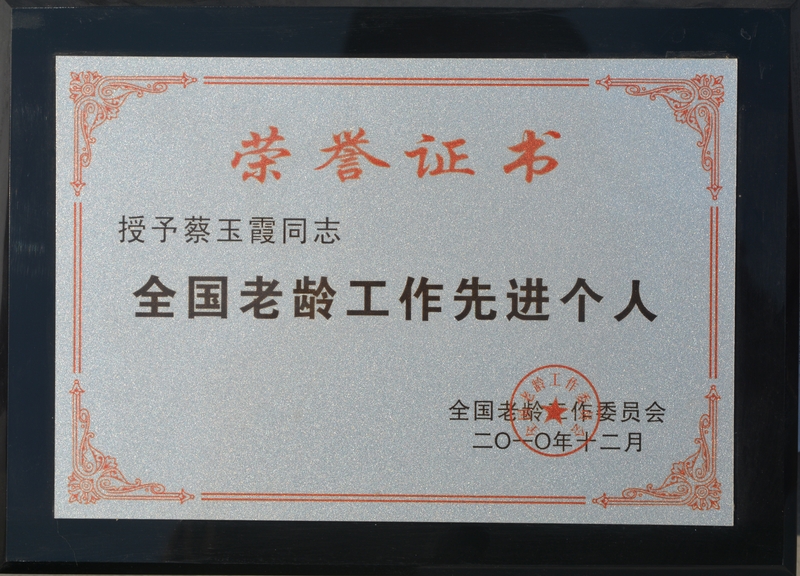 荣誉证书
授予蔡玉霞同志
全国老龄工作先进个人
全国老龄工作委员会
二〇一〇年十二月